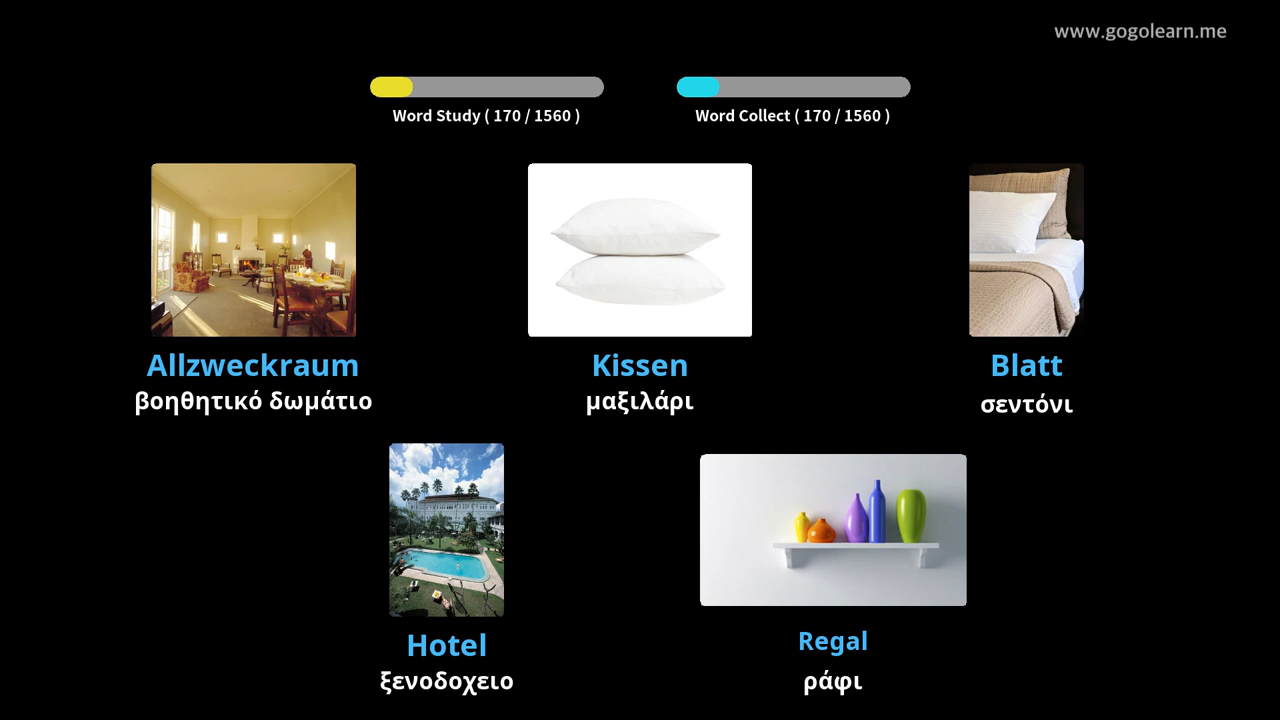 www.gogolearn.me
Word Study ( 170 / 1560 )
Word Collect ( 170 / 1560 )
Allzweckraum
βοηθητικό δωμάτιο
Kissen
μαξιλάρι
Blatt
σεντόνι
Hotel
ξενοδοχειο
Regal
ράφι